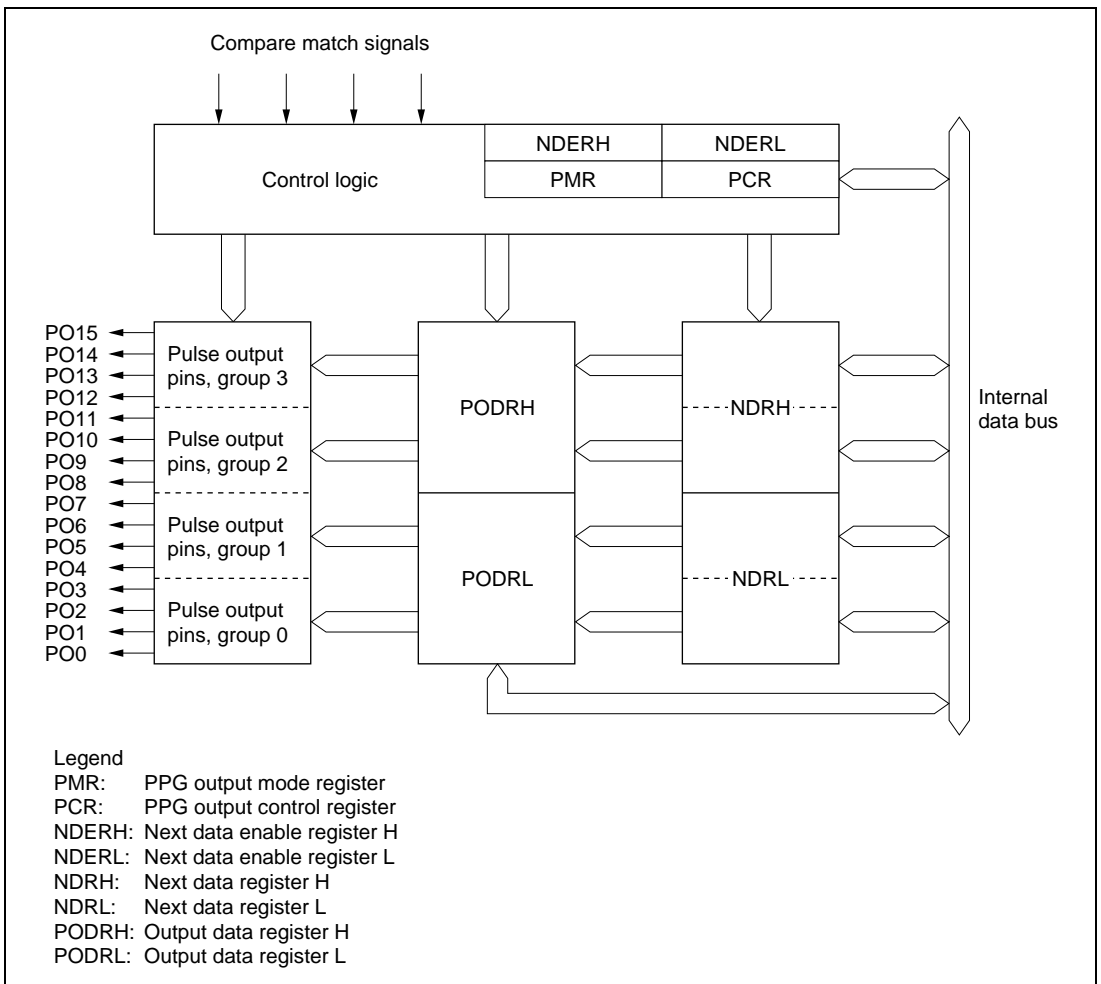 Compare match signals
NDERH
NDERL
Control logic
PMR
PCR
PO15
PO14
PO13
PO12
PO11
PO10
PO9
PO8
PO7
PO6
PO5
PO4
PO3
PO2
PO1
PO0
Pulse output
pins, group 3
Pulse output
pins, group 2
Pulse output
pins, group 1
Pulse output
pins, group 0
PODRH
PODRL
NDRH
NDRL
Internal
data bus
Legend
PMR: PPG output mode register
PCR: PPG output control register
NDERH: Next data enable register H
NDERL: Next data enable register L
NDRH: Next data register H
NDRL: Next data register L
PODRH: Output data register H
PODRL: Output data register L